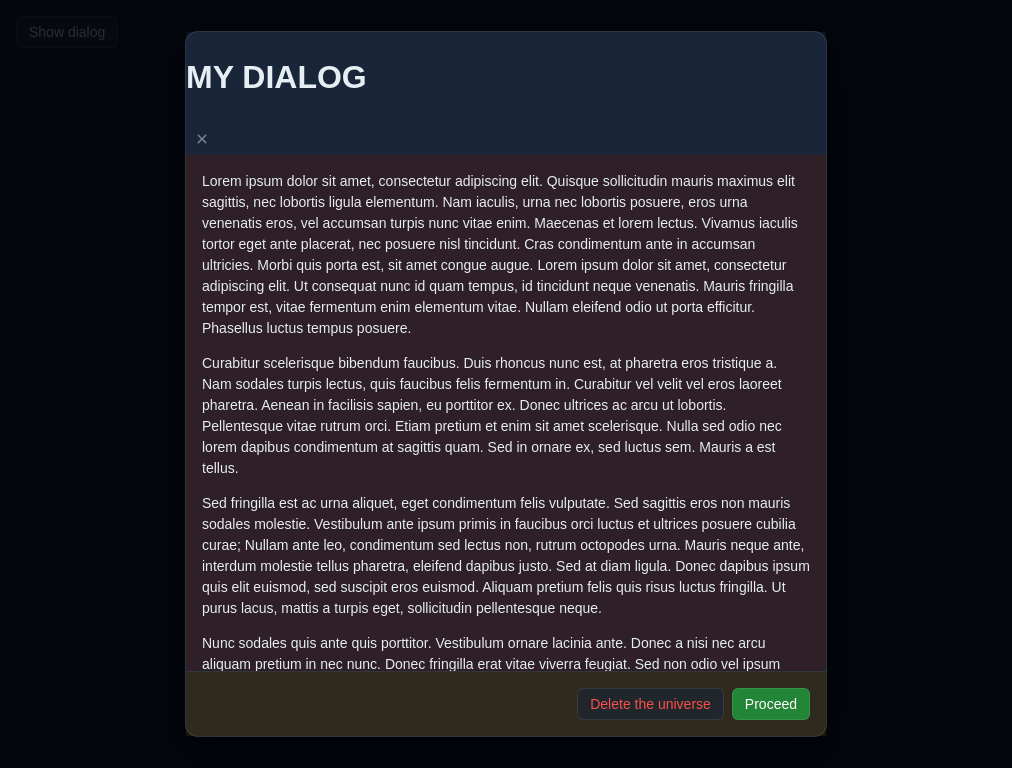 Show dialog
MY DIALOG
×
Lorem ipsum dolor sit amet, consectetur adipiscing elit. Quisque sollicitudin mauris maximus elit
sagittis, nec lobortis ligula elementum. Nam iaculis, urna nec lobortis posuere, eros urna
venenatis eros, vel accumsan turpis nunc vitae enim. Maecenas et lorem lectus. Vivamus iaculis
tortor eget ante placerat, nec posuere nisl tincidunt. Cras condimentum ante in accumsan
ultricies. Morbi quis porta est, sit amet congue augue. Lorem ipsum dolor sit amet, consectetur
adipiscing elit. Ut consequat nunc id quam tempus, id tincidunt neque venenatis. Mauris fringilla
tempor est, vitae fermentum enim elementum vitae. Nullam eleifend odio ut porta efficitur.
Phasellus luctus tempus posuere.
Curabitur scelerisque bibendum faucibus. Duis rhoncus nunc est, at pharetra eros tristique a.
Nam sodales turpis lectus, quis faucibus felis fermentum in. Curabitur vel velit vel eros laoreet
pharetra. Aenean in facilisis sapien, eu porttitor ex. Donec ultrices ac arcu ut lobortis.
Pellentesque vitae rutrum orci. Etiam pretium et enim sit amet scelerisque. Nulla sed odio nec
lorem dapibus condimentum at sagittis quam. Sed in ornare ex, sed luctus sem. Mauris a est
tellus.
Sed fringilla est ac urna aliquet, eget condimentum felis vulputate. Sed sagittis eros non mauris
sodales molestie. Vestibulum ante ipsum primis in faucibus orci luctus et ultrices posuere cubilia
curae; Nullam ante leo, condimentum sed lectus non, rutrum octopodes urna. Mauris neque ante,
interdum molestie tellus pharetra, eleifend dapibus justo. Sed at diam ligula. Donec dapibus ipsum
quis elit euismod, sed suscipit eros euismod. Aliquam pretium felis quis risus luctus fringilla. Ut
purus lacus, mattis a turpis eget, sollicitudin pellentesque neque.
Nunc sodales quis ante quis porttitor. Vestibulum ornare lacinia ante. Donec a nisi nec arcu
aliquam pretium in nec nunc. Donec fringilla erat vitae viverra feugiat. Sed non odio vel ipsum
Delete the universe
Proceed